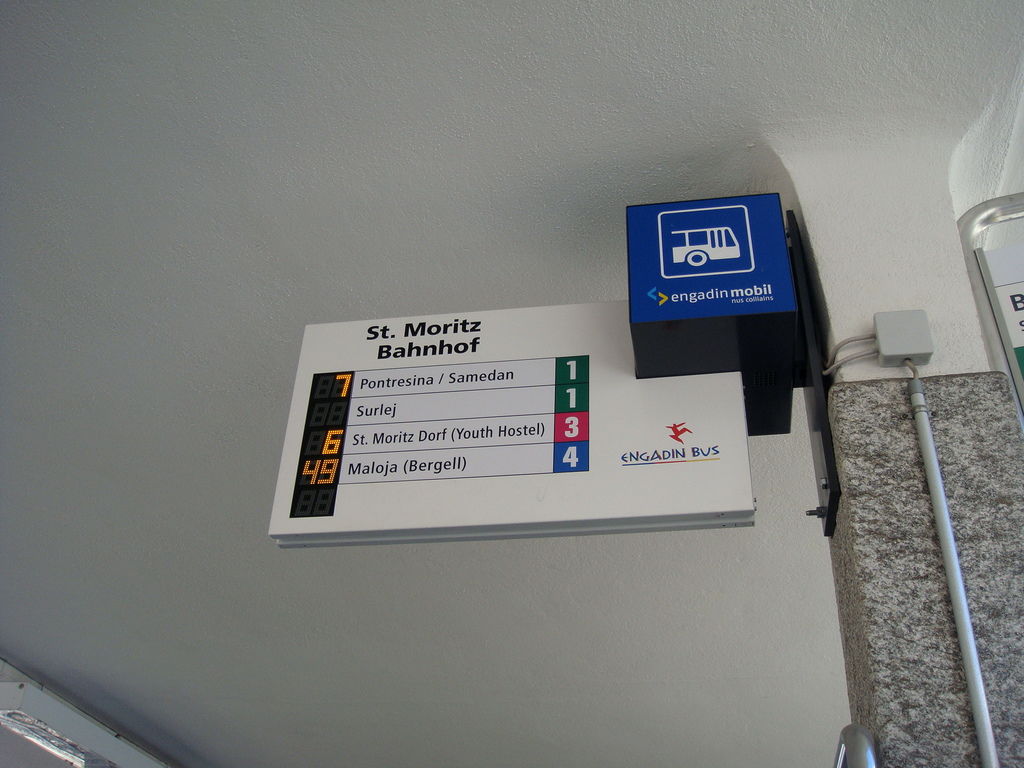 engadin mobil
nus colliains
St. Moritz
Bahnhof
7 Pontresina / Samedan 1
Surlej 1
6 St. Moritz Dorf (Youth Hostel) 3
49 Maloja (Bergell) 4
ENGADIN BUS